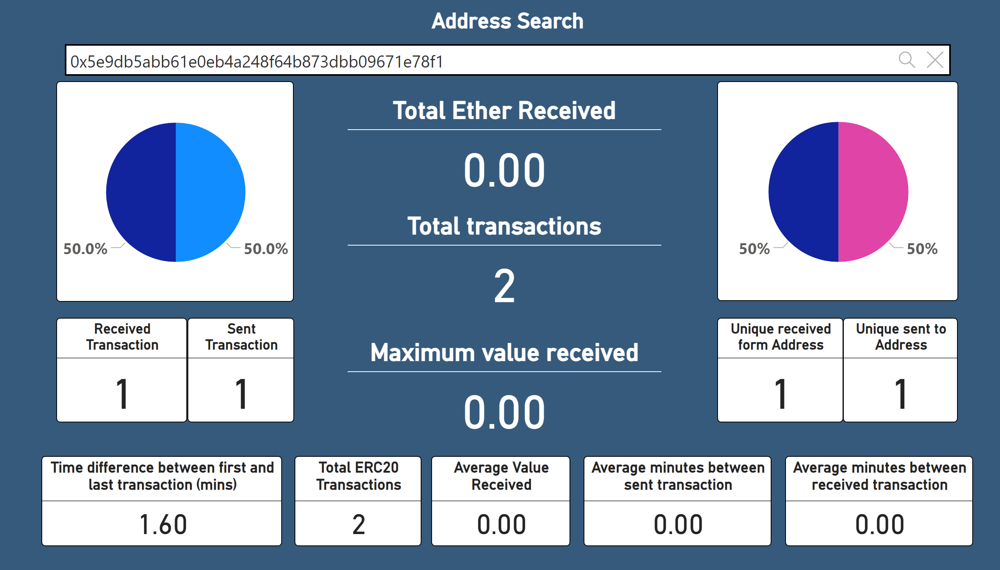 Address Search
0x5e9db5abb61e0eb4a248f64b873dbb09671e78f1
50.0%
50.0%
Total Ether Received
0.00
Total transactions
2
Maximum value received
0.00
50%
50%
Received
Transaction
1
Sent
Transaction
1
Unique received
form Address
1
Unique sent to
Address
1
Time difference between first and
last transaction (mins)
1.60
Total ERC20
Transactions
2
Average Value
Received
0.00
Average minutes between
sent transaction
0.00
Average minutes between
received transaction
0.00